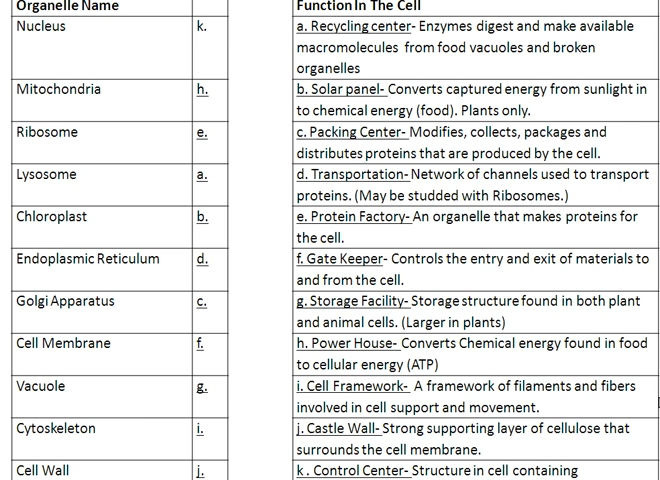 Organelle Name
Function In The Cell
Nucleus
k.
a. Recycling center- Enzymes digest and make available
macromolecules from food vacuoles and broken
organelles
Mitochondria
h.
b. Solar panel- Converts captured energy from sunlight in
to chemical energy (food). Plants only.
Ribosome
e.
c. Packing Center- Modifies, collects, packages and
distributes proteins that are produced by the cell.
Lysosome
a.
d. Transportation- Network of channels used to transport
proteins. (May be studded with Ribosomes.)
Chloroplast
b.
e. Protein Factory- An organelle that makes proteins for
the cell.
Endoplasmic Reticulum
d.
f. Gate Keeper- Controls the entry and exit of materials to
and from the cell.
Golgi Apparatus
c.
g. Storage Facility- Storage structure found in both plant
and animal cells. (Larger in plants)
Cell Membrane
f.
h. Power House- Converts Chemical energy found in food
to cellular energy (ATP)
Vacuole
g.
i. Cell Framework- A framework of filaments and fibers
involved in cell support and movement.
Cytoskeleton
i.
j. Castle Wall- Strong supporting layer of cellulose that
surrounds the cell membrane.
Cell Wall
j.
k. Control Center- Structure in cell containing